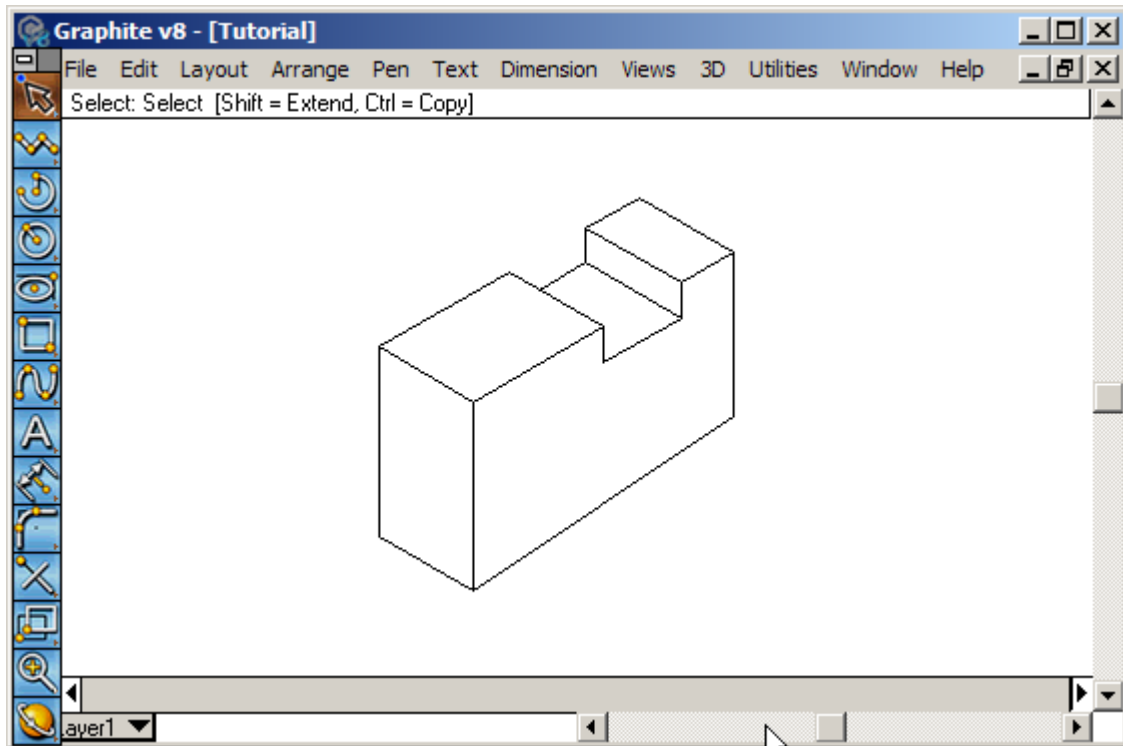 Graphite v8 - [Tutorial]
File Edit Layout Arrange Pen Text Dimension Views 3D Utilities Window Help
Select: Select [Shift = Extend, Ctrl = Copy]
A
ayer1